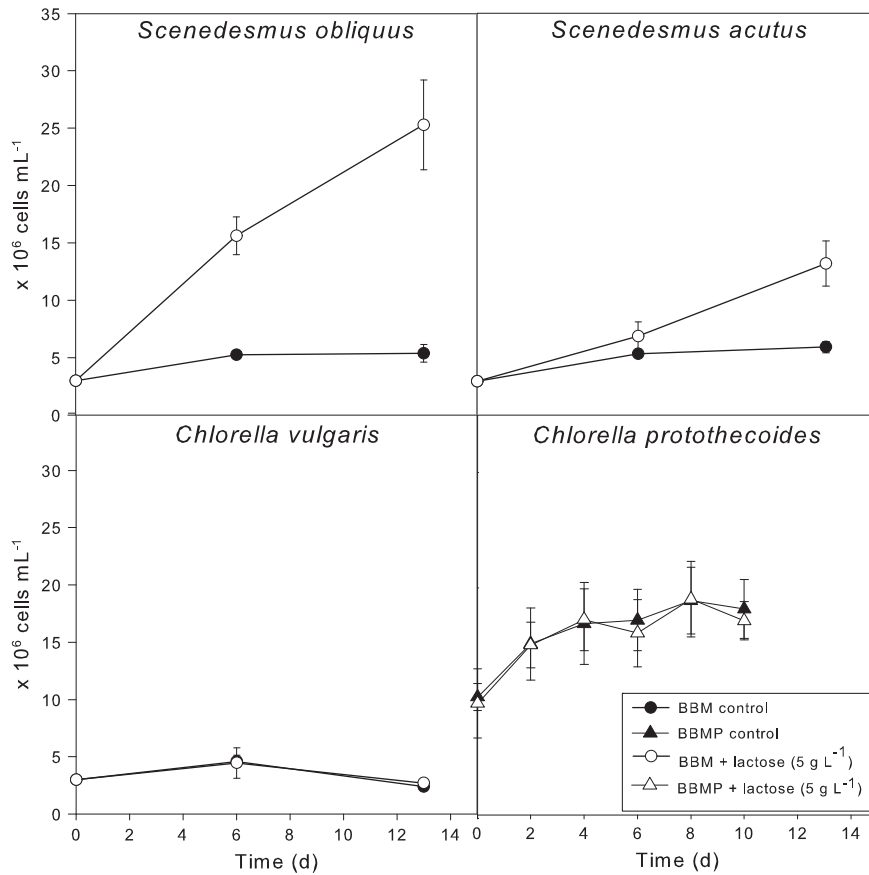 Scenedesmus obliquus
Scenedesmus acutus
35
30
25
20
15
10
5
0
x 10⁶ cells mL⁻¹
Chlorella vulgaris
Chlorella protothecoides
30
25
20
15
10
5
0
x 10⁶ cells mL⁻¹
BBM control
BBMP control
BBM + lactose (5 g L⁻¹)
BBMP + lactose (5 g L⁻¹)
0 2 4 6 8 10 12 14
0 2 4 6 8 10 12 14
Time (d)
Time (d)